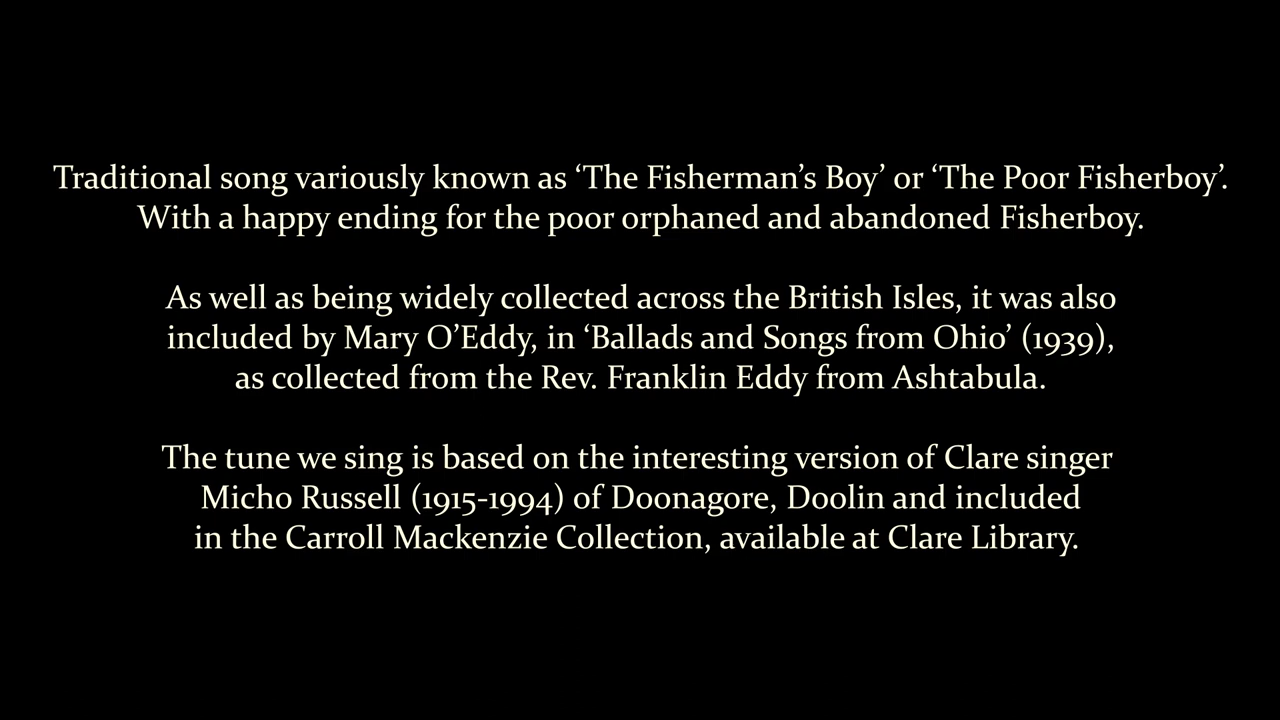 Traditional song variously known as ‘The Fisherman’s Boy’ or ‘The Poor Fisherboy’.
With a happy ending for the poor orphaned and abandoned Fisherboy.
As well as being widely collected across the British Isles, it was also
included by Mary O’Eddy, in ‘Ballads and Songs from Ohio’ (1939),
as collected from the Rev. Franklin Eddy from Ashtabula.
The tune we sing is based on the interesting version of Clare singer
Micho Russell (1915-1994) of Doonagore, Doolin and included
in the Carroll Mackenzie Collection, available at Clare Library.